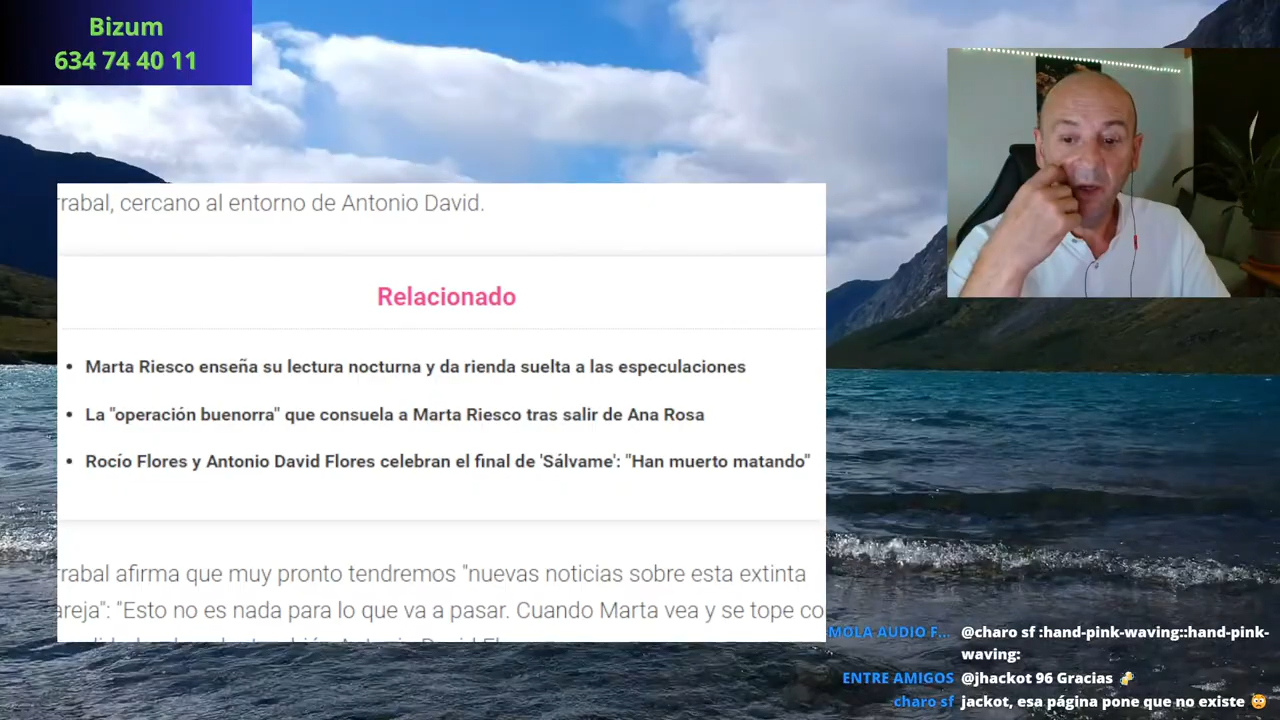 Bizum
634 74 40 11
rrabal, cercano al entorno de Antonio David.
Relacionado
• Marta Riesco enseña su lectura nocturna y da rienda suelta a las especulaciones
• La "operación buenorra" que consuela a Marta Riesco tras salir de Ana Rosa
• Rocío Flores y Antonio David Flores celebran el final de 'Sálvame': "Han muerto matando"
rrabal afirma que muy pronto tendremos "nuevas noticias sobre esta extinta
areja": "Esto no es nada para lo que va a pasar. Cuando Marta vea y se tope co
MOLA AUDIO F... @charo sf :hand-pink-waving::hand-pink-
waving:
ENTRE AMIGOS @jhackot 96 Gracias
charo sf jackot, esa página pone que no existe